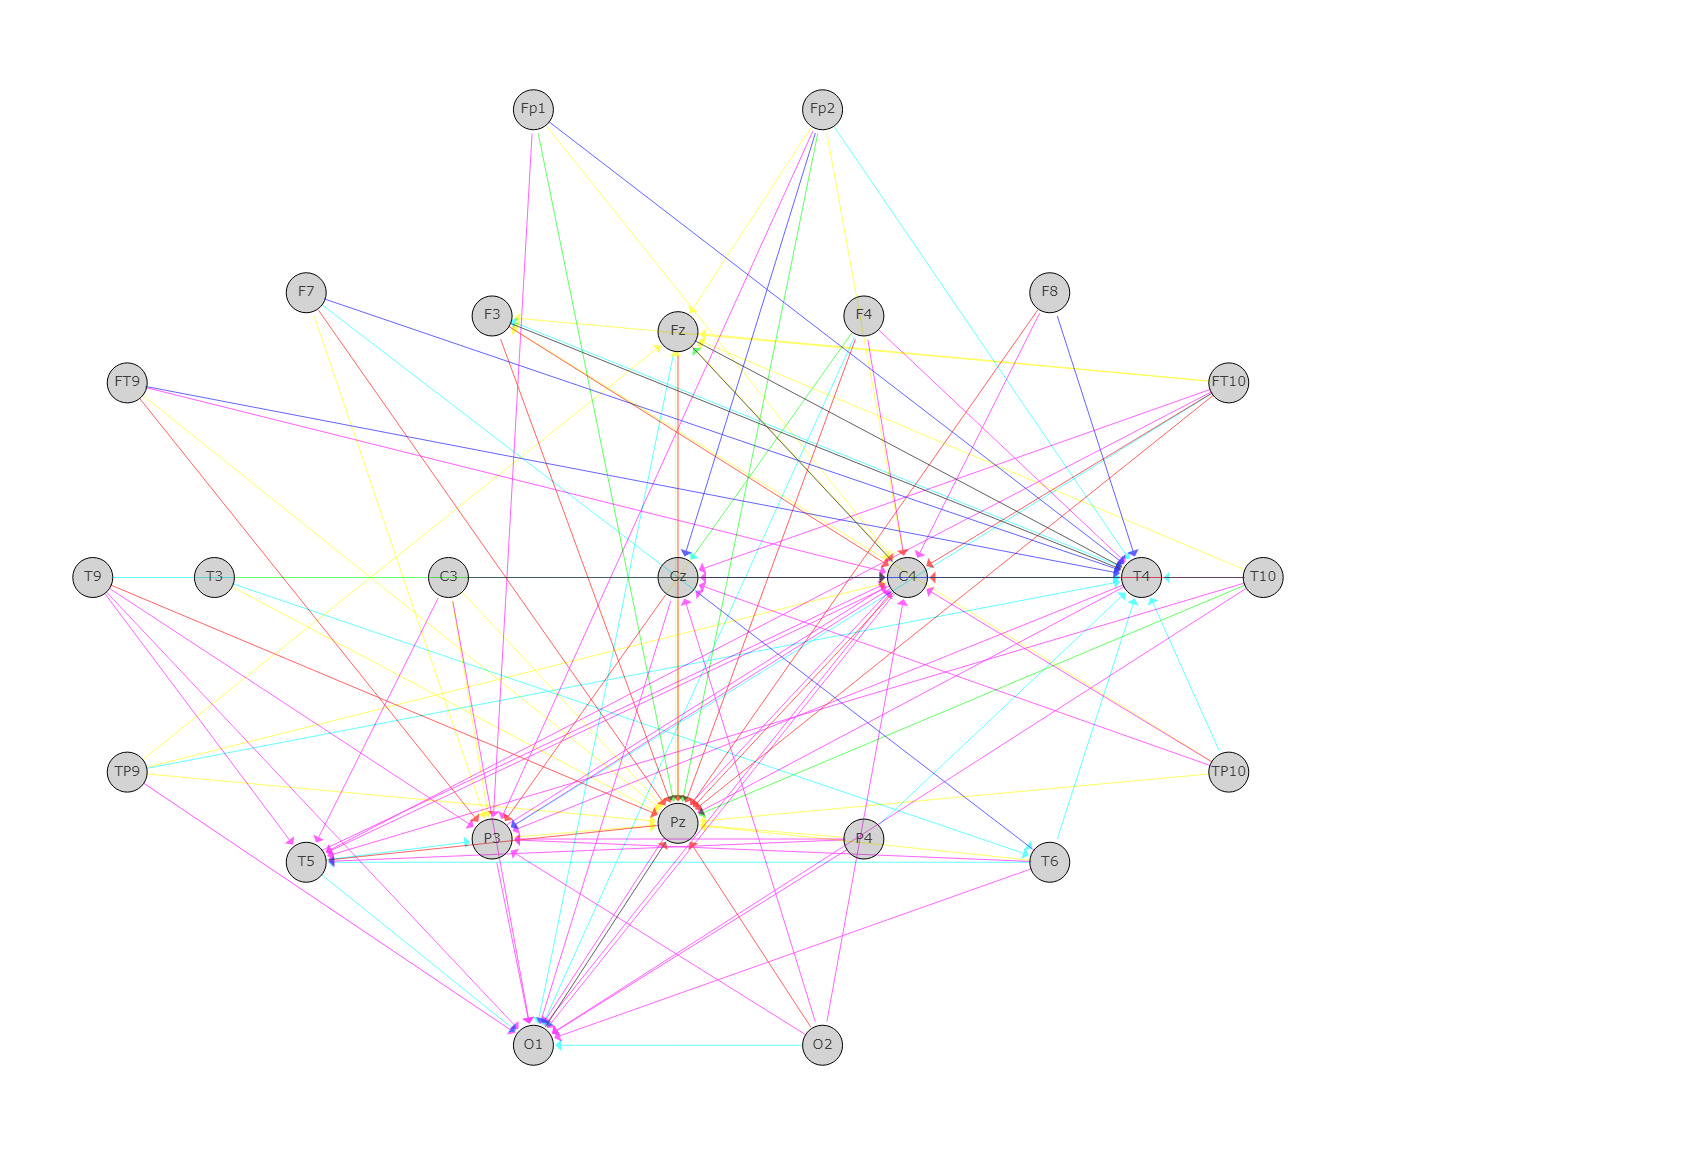 Fp1 Fp2
F7 F3 Fz F4 F8
FT9 FT10
T9 T3 C3 Cz C4 T4 T10
TP9 TP10
T5 P3 Pz P4 T6
O1 O2